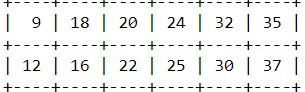 +----+----+----+----+----+----+
|  9 | 18 | 20 | 24 | 32 | 35 |
+----+----+----+----+----+----+
| 12 | 16 | 22 | 25 | 30 | 37 |
+----+----+----+----+----+----+